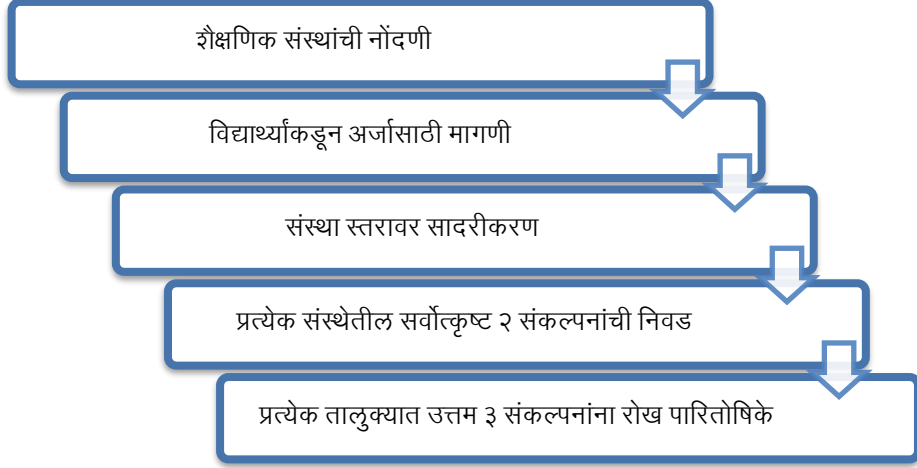 शैक्षणिक संस्थांची नोंदणी
विद्यार्थ्यांकडून अर्जासाठी मागणी
संस्था स्तरावर सादरीकरण
प्रत्येक संस्थेतील सर्वोत्कृष्ट २ संकल्पनांची निवड
प्रत्येक तालुक्यात उत्तम ३ संकल्पनांना रोख पारितोषिके